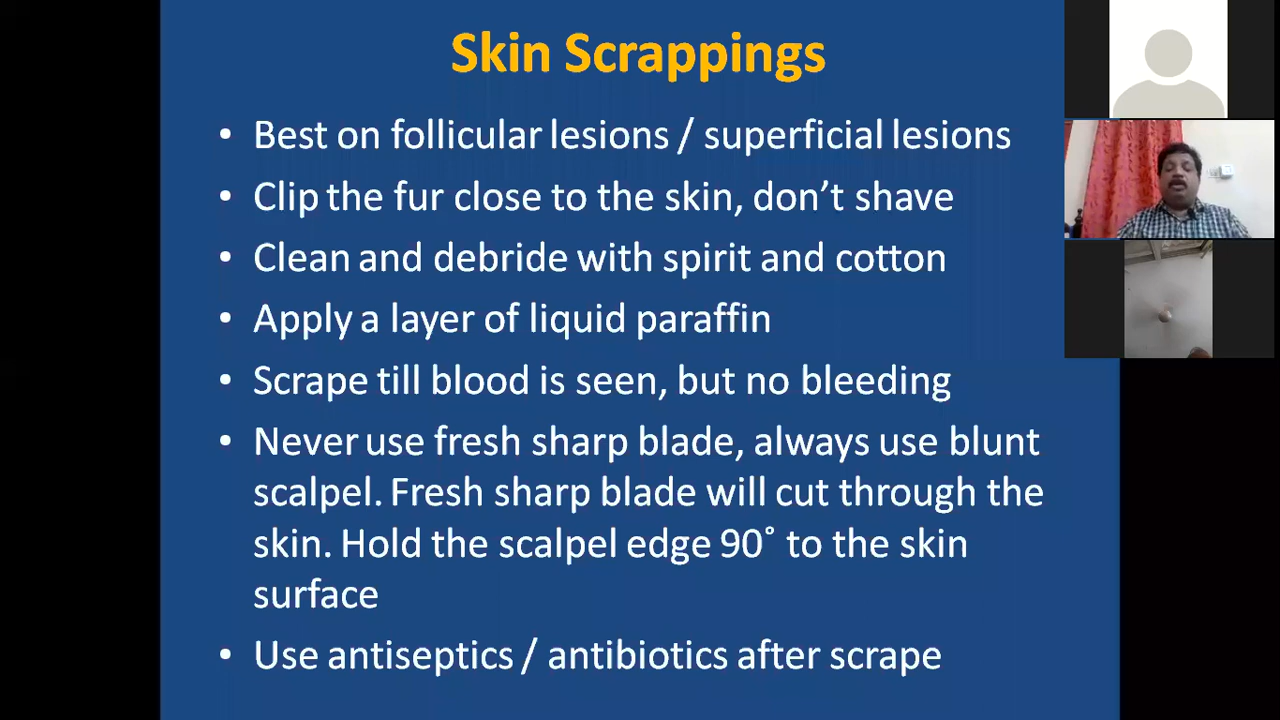 Skin Scrappings
• Best on follicular lesions / superficial lesions
• Clip the fur close to the skin, don’t shave
• Clean and debride with spirit and cotton
• Apply a layer of liquid paraffin
• Scrape till blood is seen, but no bleeding
• Never use fresh sharp blade, always use blunt
scalpel. Fresh sharp blade will cut through the
skin. Hold the scalpel edge 90˚ to the skin
surface
• Use antiseptics / antibiotics after scrape